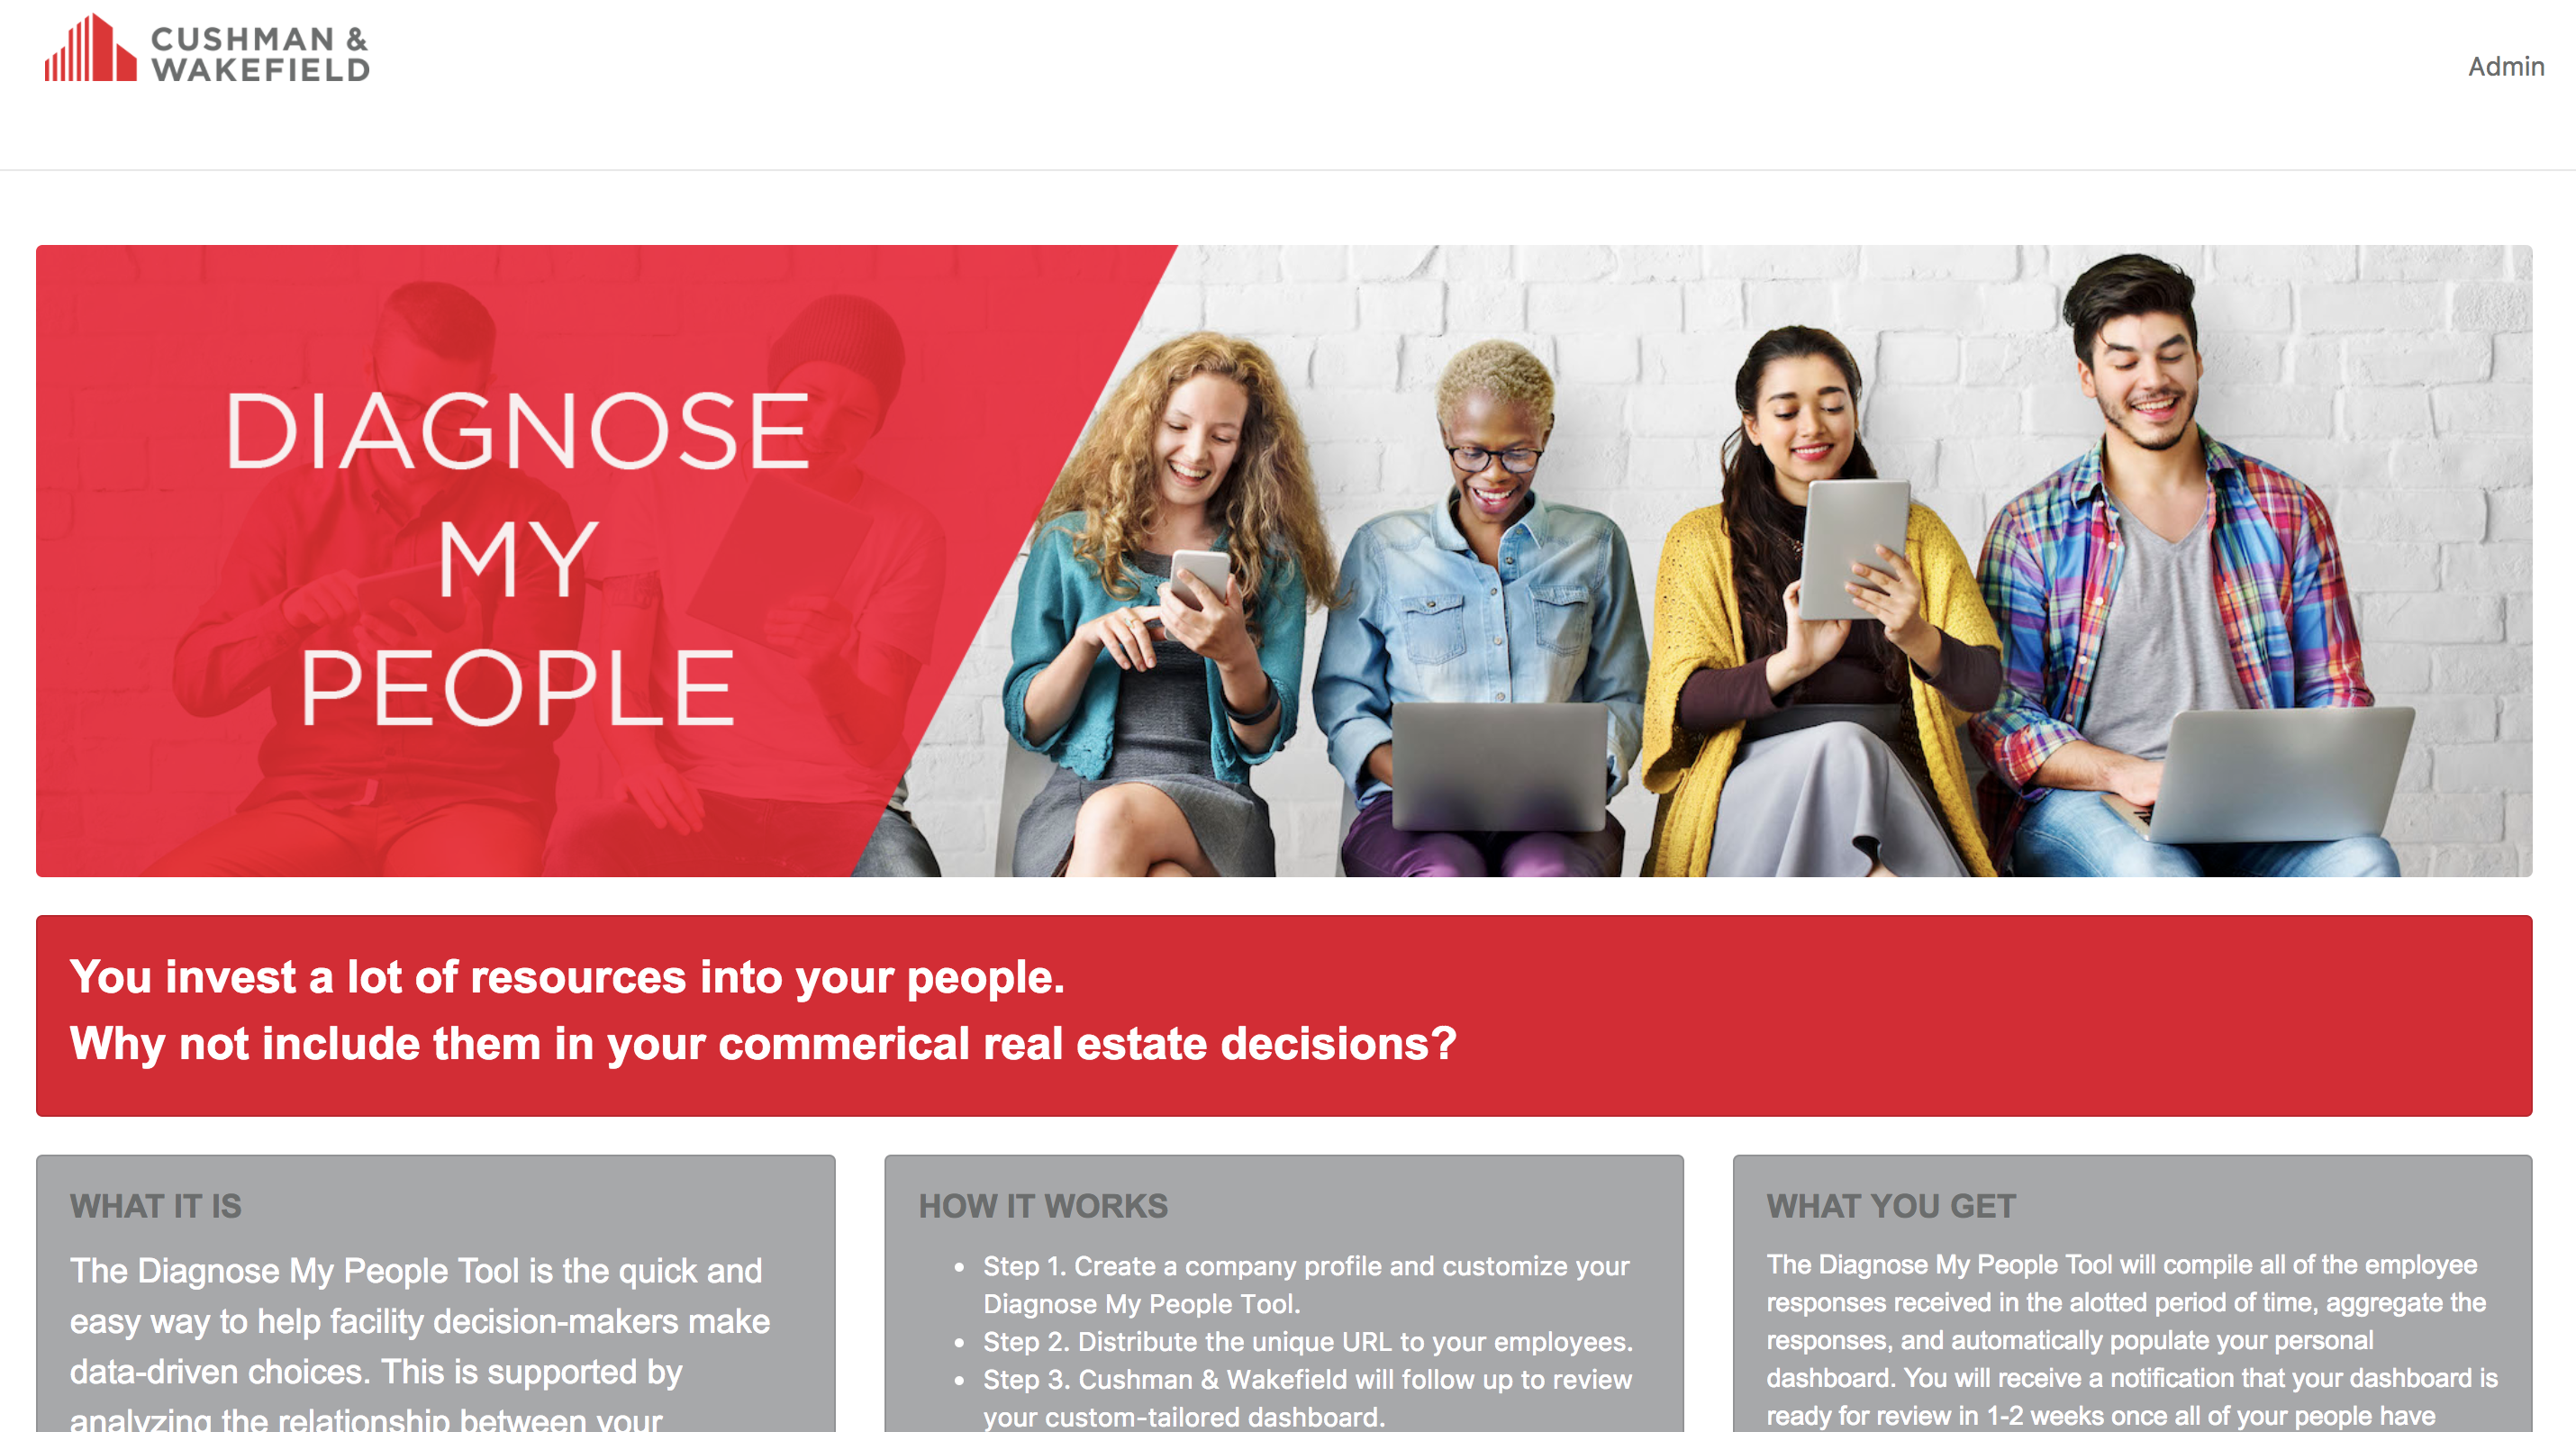 CUSHMAN &
WAKEFIELD
Admin
DIAGNOSE
MY
PEOPLE
You invest a lot of resources into your people.
Why not include them in your commerical real estate decisions?
WHAT IT IS
The Diagnose My People Tool is the quick and
easy way to help facility decision-makers make
data-driven choices. This is supported by
analyzing the relationship between your
HOW IT WORKS
• Step 1. Create a company profile and customize your
Diagnose My People Tool.
• Step 2. Distribute the unique URL to your employees.
• Step 3. Cushman & Wakefield will follow up to review
your custom-tailored dashboard.
WHAT YOU GET
The Diagnose My People Tool will compile all of the employee
responses received in the alotted period of time, aggregate the
responses, and automatically populate your personal
dashboard. You will receive a notification that your dashboard is
ready for review in 1-2 weeks once all of your people have